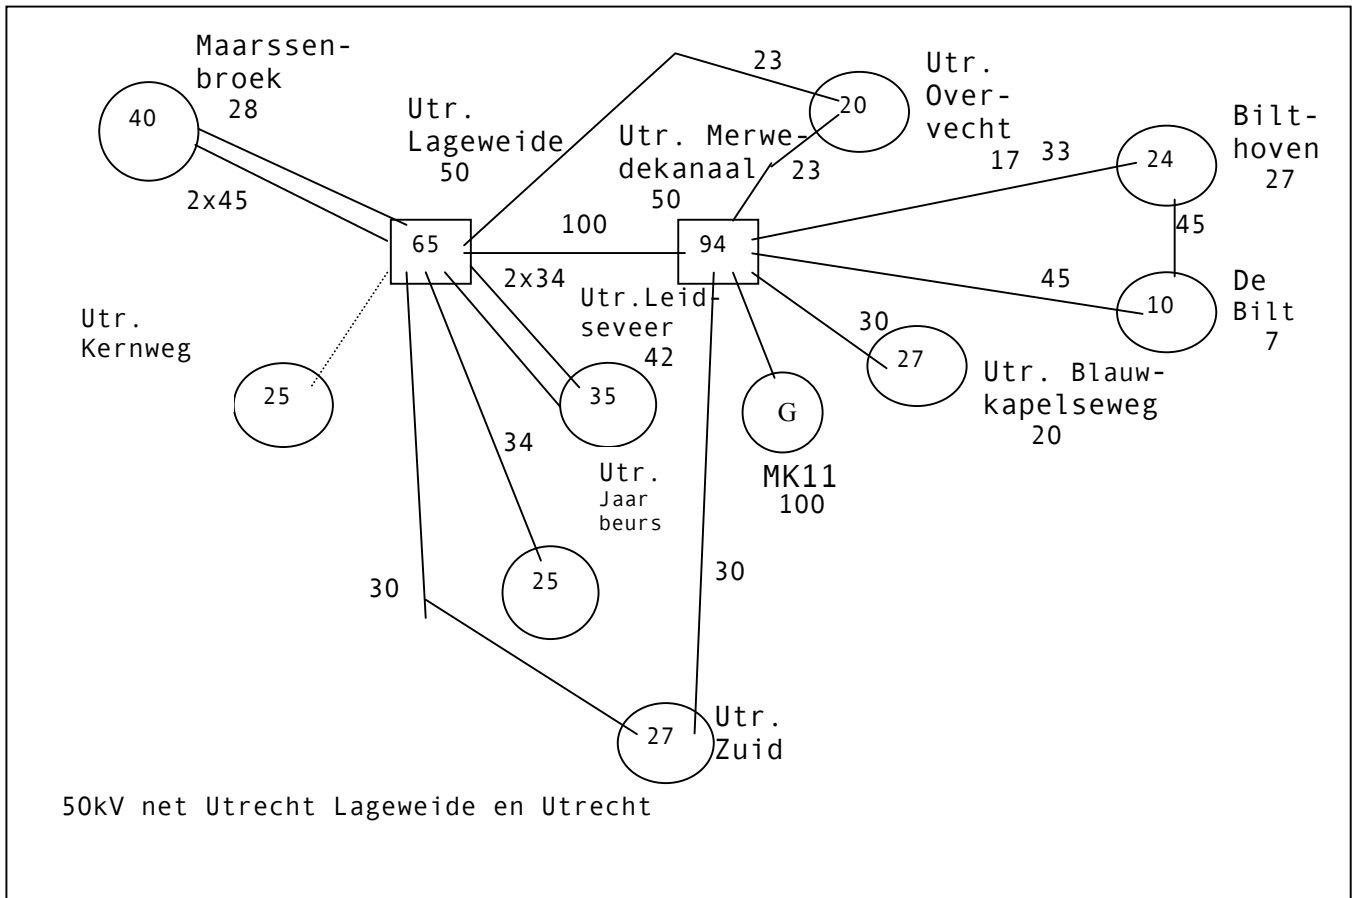 Maarssen-
broek
28
40
2x45
Utr.
Lageweide
50
65
23
20
Utr.
Over-
vecht
17
Utr. Merwe-
dekanaal
50
23
94
100
33
24
Bilt-
hoven
27
45
45
10
De
Bilt
7
2x34
Utr.Leid-
seveer
42
35
Utr.
Kernweg
25
30
27
Utr. Blauw-
kapelseweg
20
G
MK11
100
34
Utr.
Jaar
beurs
25
30
30
27
Utr.
Zuid
50kV net Utrecht Lageweide en Utrecht